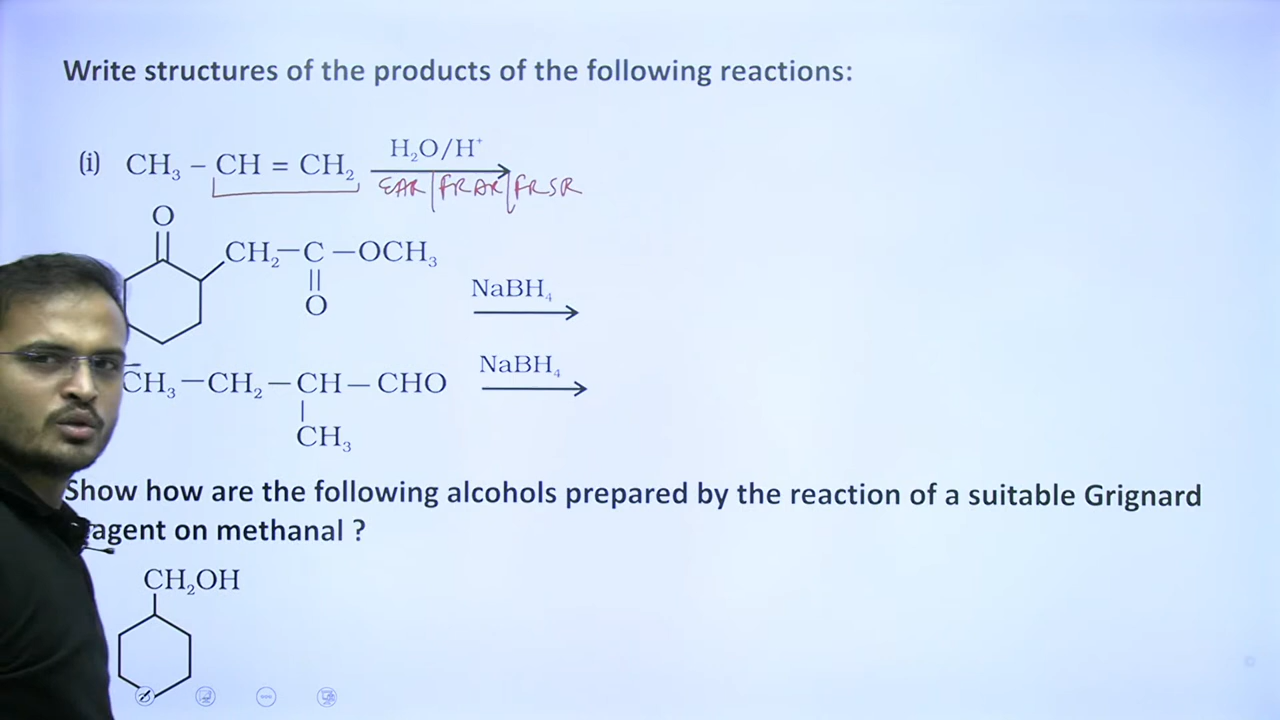 Write structures of the products of the following reactions:
(i) CH₃ – CH = CH₂ H₂O/H⁺
EAR | FRAR | FRSR
O
CH₂ – C – OCH₃
O
NaBH₄
NaBH₄
CH₃ – CH₂ – CH – CHO
CH₃
Show how are the following alcohols prepared by the reaction of a suitable Grignard
agent on methanal ?
CH₂OH